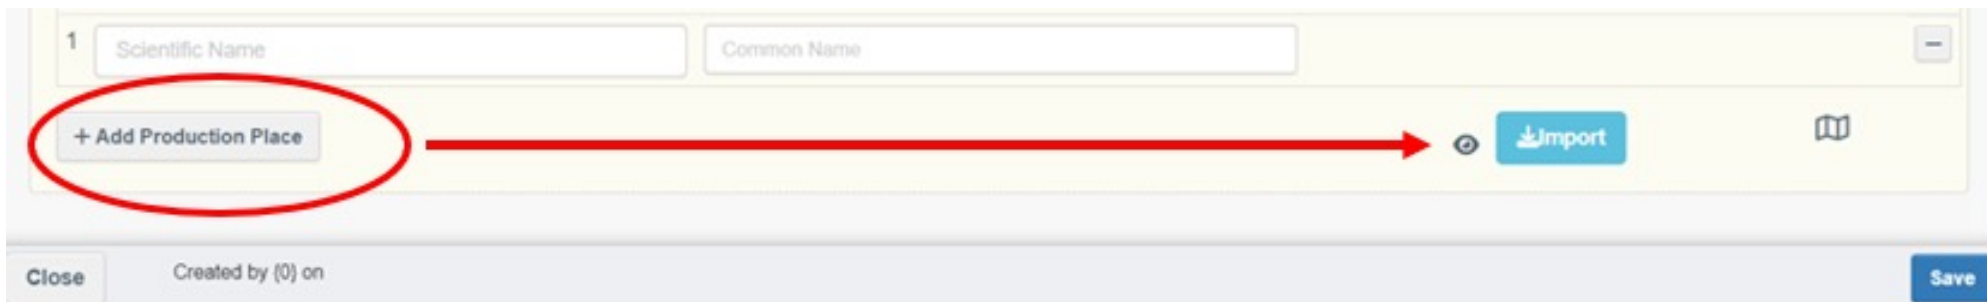 1 Scientific Name Common Name
+ Add Production Place Import
Close Created by {0} on Save